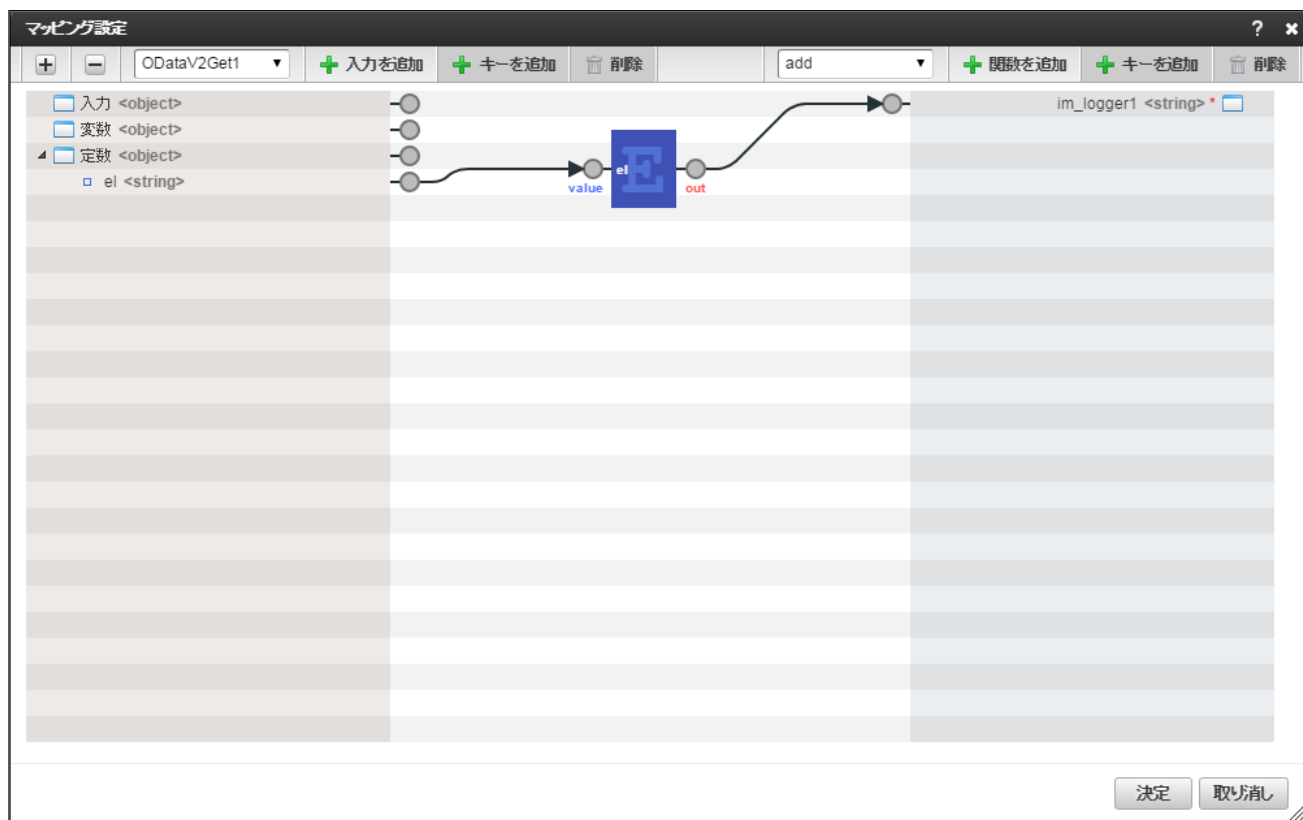 マッピング設定 ? ×
+ − ODataV2Get1 ▼ 入力を追加 キーを追加 削除 add ▼ 関数を追加 キーを追加 削除
入力 <object> im_logger1 <string> *
変数 <object>
定数 <object>
el <string>
el E
value out
決定 取り消し